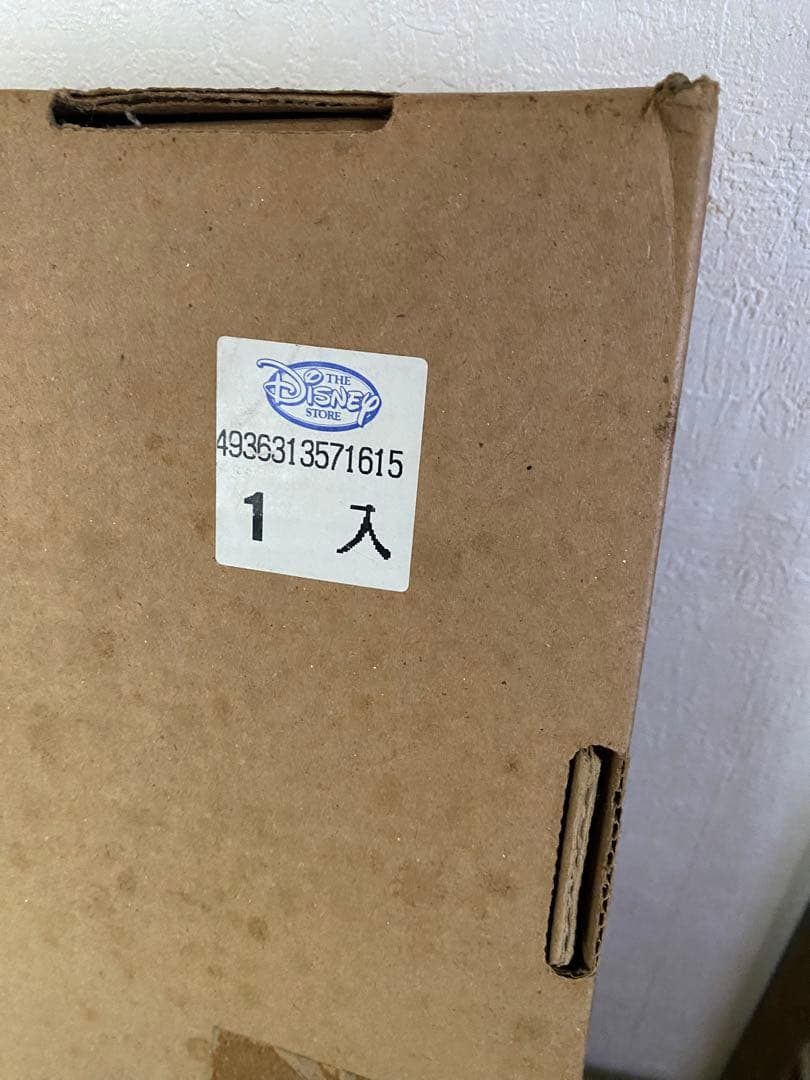 THE
Disney
STORE
4936313571615
1 入